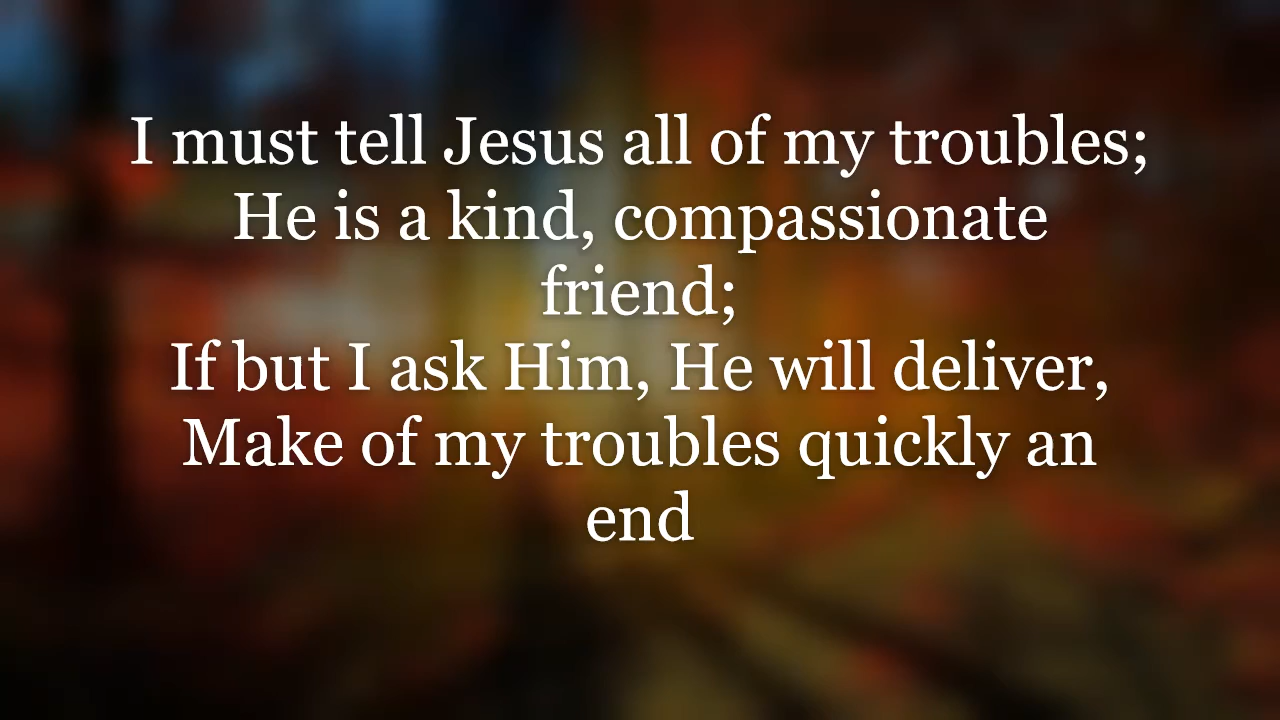 I must tell Jesus all of my troubles;
He is a kind, compassionate
friend;
If but I ask Him, He will deliver,
Make of my troubles quickly an
end